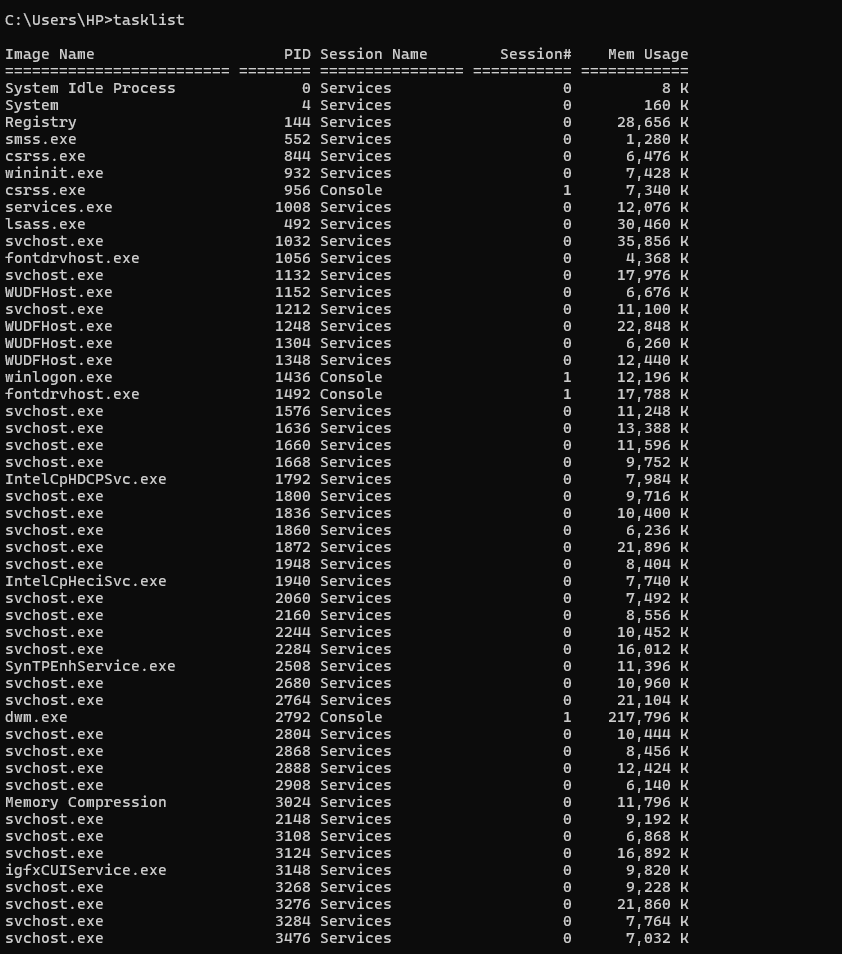 C:\Users\HP>tasklist

Image Name                     PID Session Name        Session#    Mem Usage
========================= ======== ================ =========== ============
System Idle Process              0 Services                   0          8 K
System                           4 Services                   0        160 K
Registry                       144 Services                   0     28,656 K
smss.exe                       552 Services                   0      1,280 K
csrss.exe                      844 Services                   0      6,476 K
wininit.exe                    932 Services                   0      7,428 K
csrss.exe                      956 Console                    1      7,340 K
services.exe                  1008 Services                   0     12,076 K
lsass.exe                      492 Services                   0     30,460 K
svchost.exe                   1032 Services                   0     35,856 K
fontdrvhost.exe               1056 Services                   0      4,368 K
svchost.exe                   1132 Services                   0     17,976 K
WUDFHost.exe                  1152 Services                   0      6,676 K
svchost.exe                   1212 Services                   0     11,100 K
WUDFHost.exe                  1248 Services                   0     22,848 K
WUDFHost.exe                  1304 Services                   0      6,260 K
WUDFHost.exe                  1348 Services                   0     12,440 K
winlogon.exe                  1436 Console                    1     12,196 K
fontdrvhost.exe               1492 Console                    1     17,788 K
svchost.exe                   1576 Services                   0     11,248 K
svchost.exe                   1636 Services                   0     13,388 K
svchost.exe                   1660 Services                   0     11,596 K
svchost.exe                   1668 Services                   0      9,752 K
IntelCpHDCPSvc.exe            1792 Services                   0      7,984 K
svchost.exe                   1800 Services                   0      9,716 K
svchost.exe                   1836 Services                   0     10,400 K
svchost.exe                   1860 Services                   0      6,236 K
svchost.exe                   1872 Services                   0     21,896 K
svchost.exe                   1948 Services                   0      8,404 K
IntelCpHeciSvc.exe            1940 Services                   0      7,740 K
svchost.exe                   2060 Services                   0      7,492 K
svchost.exe                   2160 Services                   0      8,556 K
svchost.exe                   2244 Services                   0     10,452 K
svchost.exe                   2284 Services                   0     16,012 K
SynTPEnhService.exe           2508 Services                   0     11,396 K
svchost.exe                   2680 Services                   0     10,960 K
svchost.exe                   2764 Services                   0     21,104 K
dwm.exe                       2792 Console                    1    217,796 K
svchost.exe                   2804 Services                   0     10,444 K
svchost.exe                   2868 Services                   0      8,456 K
svchost.exe                   2888 Services                   0     12,424 K
svchost.exe                   2908 Services                   0      6,140 K
Memory Compression            3024 Services                   0     11,796 K
svchost.exe                   2148 Services                   0      9,192 K
svchost.exe                   3108 Services                   0      6,868 K
svchost.exe                   3124 Services                   0     16,892 K
igfxCUIService.exe            3148 Services                   0      9,820 K
svchost.exe                   3268 Services                   0      9,228 K
svchost.exe                   3276 Services                   0     21,860 K
svchost.exe                   3284 Services                   0      7,764 K
svchost.exe                   3476 Services                   0      7,032 K